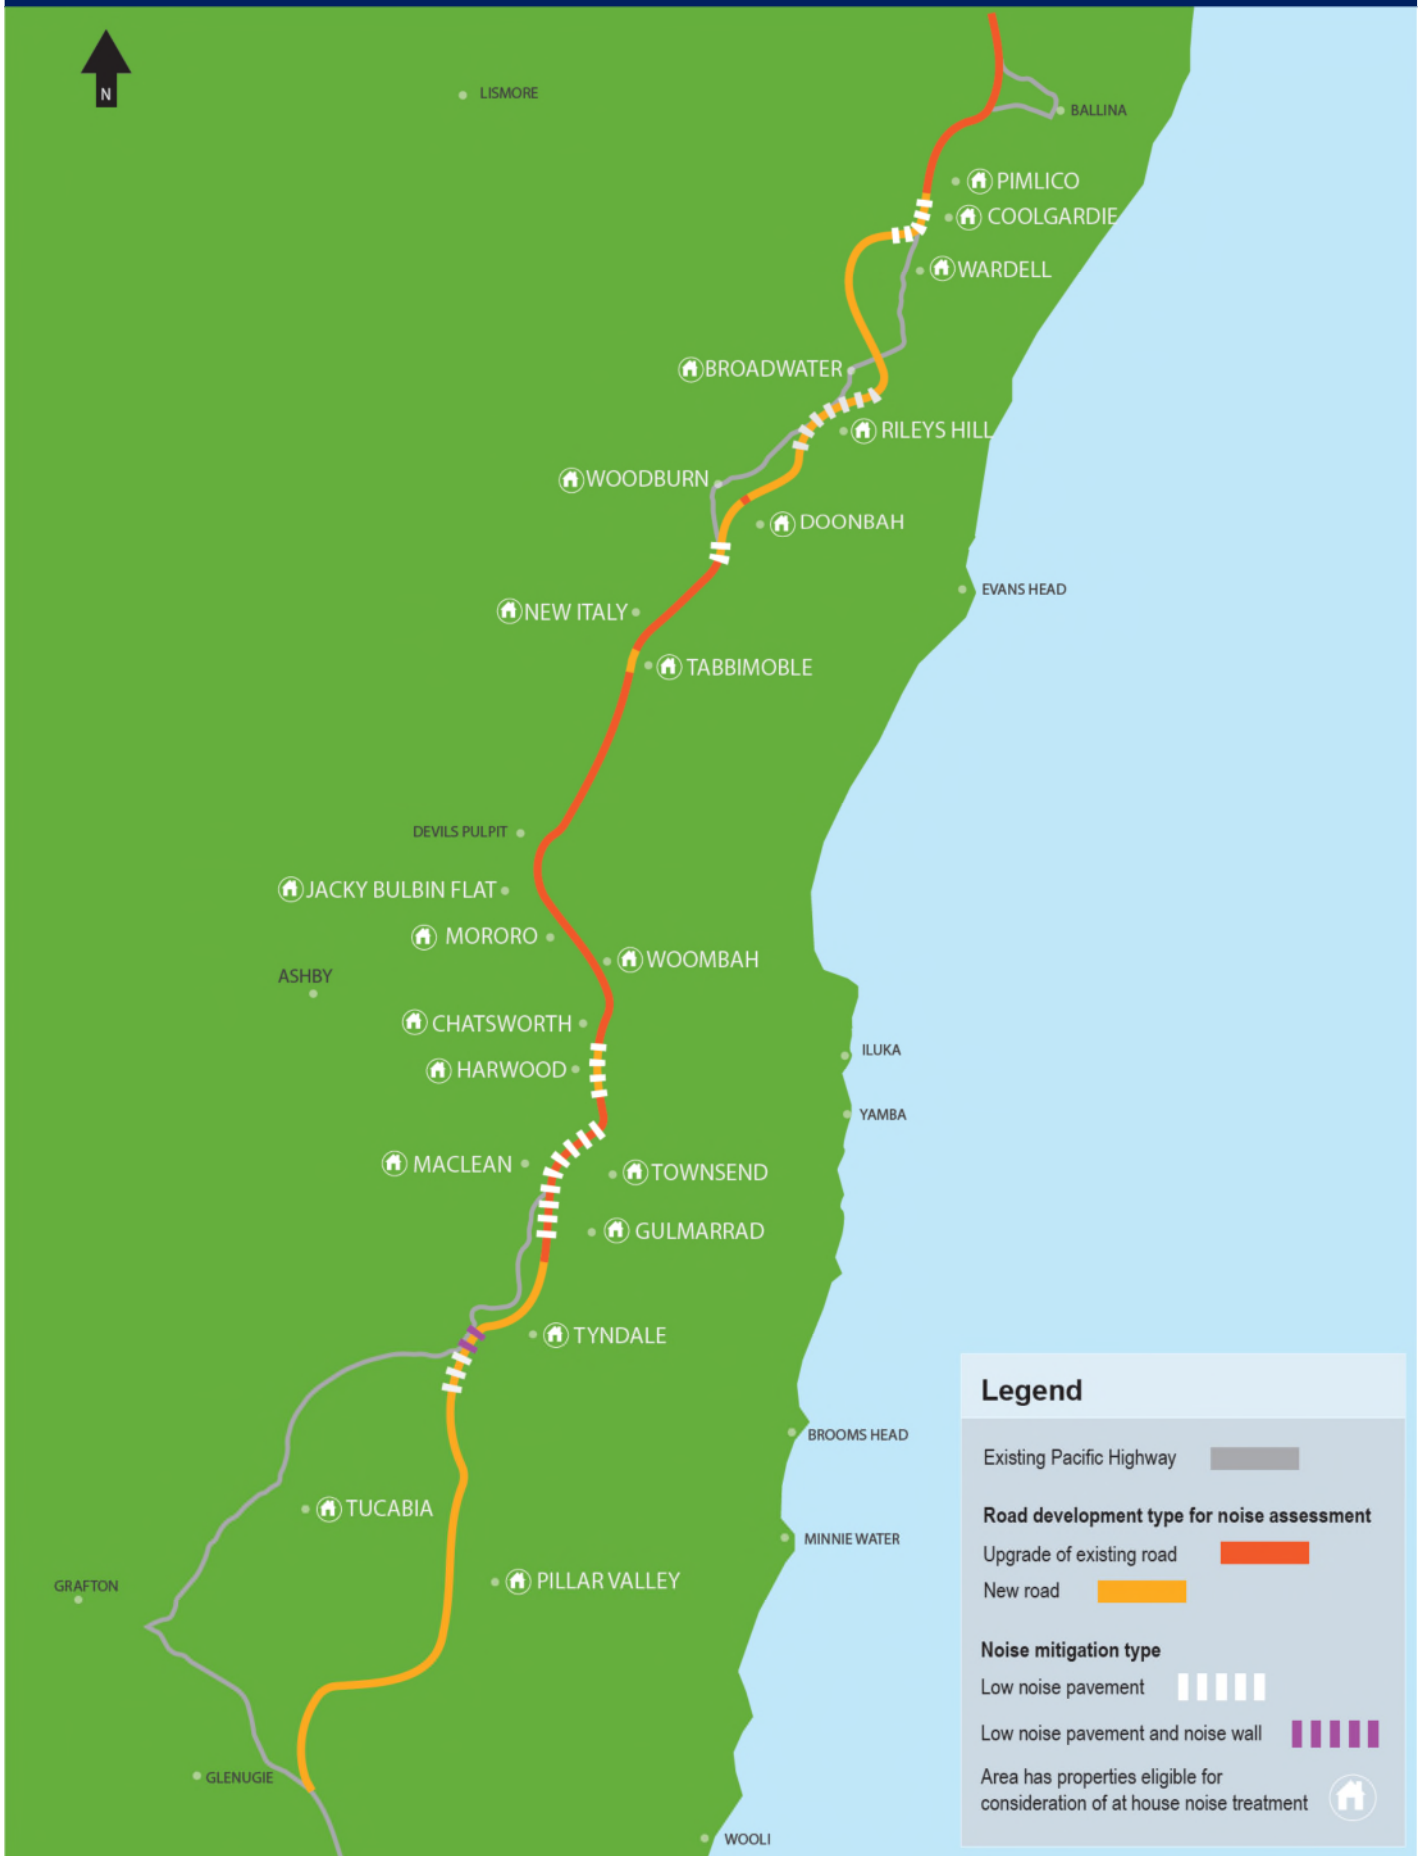 N
LISMORE
BALLINA
PIMLICO
COOLGARDIE
WARDELL
BROADWATER
RILEYS HILL
WOODBURN
DOONBAH
EVANS HEAD
NEW ITALY
TABBIMOBLE
DEVILS PULPIT
JACKY BULBIN FLAT
MORORO
WOOMBAH
ASHBY
CHATSWORTH
ILUKA
HARWOOD
YAMBA
MACLEAN
TOWNSEND
GULMARRAD
TYNDALE
BROOMS HEAD
TUCABIA
MINNIE WATER
PILLAR VALLEY
GRAFTON
GLENUGIE
WOOLI
Legend
Existing Pacific Highway
Road development type for noise assessment
Upgrade of existing road
New road
Noise mitigation type
Low noise pavement
Low noise pavement and noise wall
Area has properties eligible for
consideration of at house noise treatment